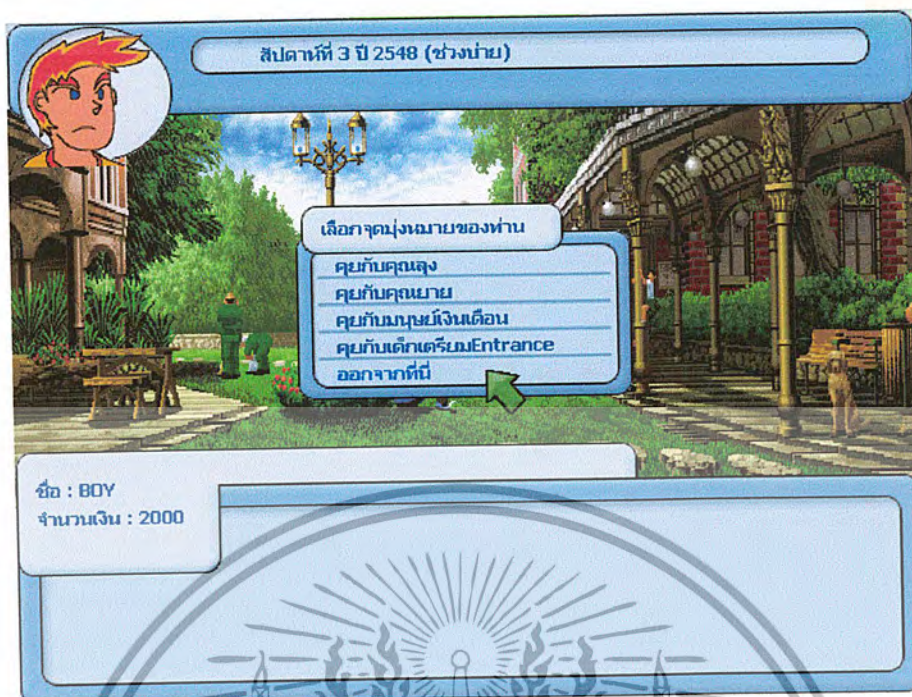 สัปดาห์ที่ 3 ปี 2548 (ช่วงบ่าย)
เลือกจุดมุ่งหมายของท่าน
คุยกับคุณลุง
คุยกับคุณยาย
คุยกับมนุษย์เงินเดือน
คุยกับเด็กเตรียมEntrance
ออกจากที่นี่
ชื่อ : BOY
จำนวนเงิน : 2000